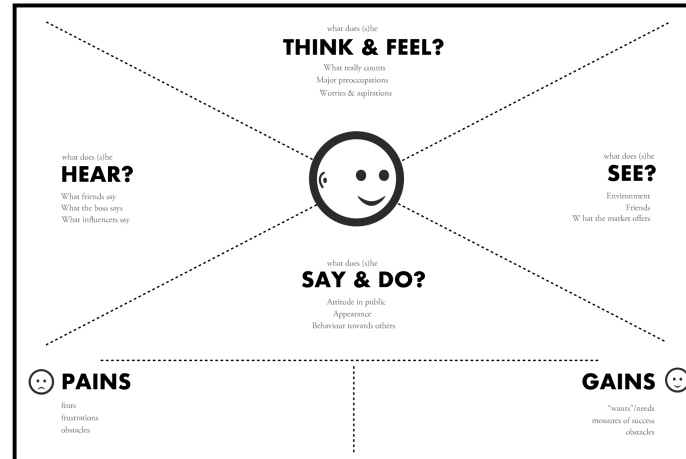 what does (s)he
THINK & FEEL?
What really counts
Major preoccupations
Worries & aspirations
what does (s)he
HEAR?
What friends say
What the boss says
What influencers say
what does (s)he
SEE?
Environment
Friends
W hat the market offers
what does (s)he
SAY & DO?
Attitude in public
Appearance
Behaviour towards others
PAINS
fears
frustrations
obstacles
GAINS
“wants”/needs
measures of success
obstacles